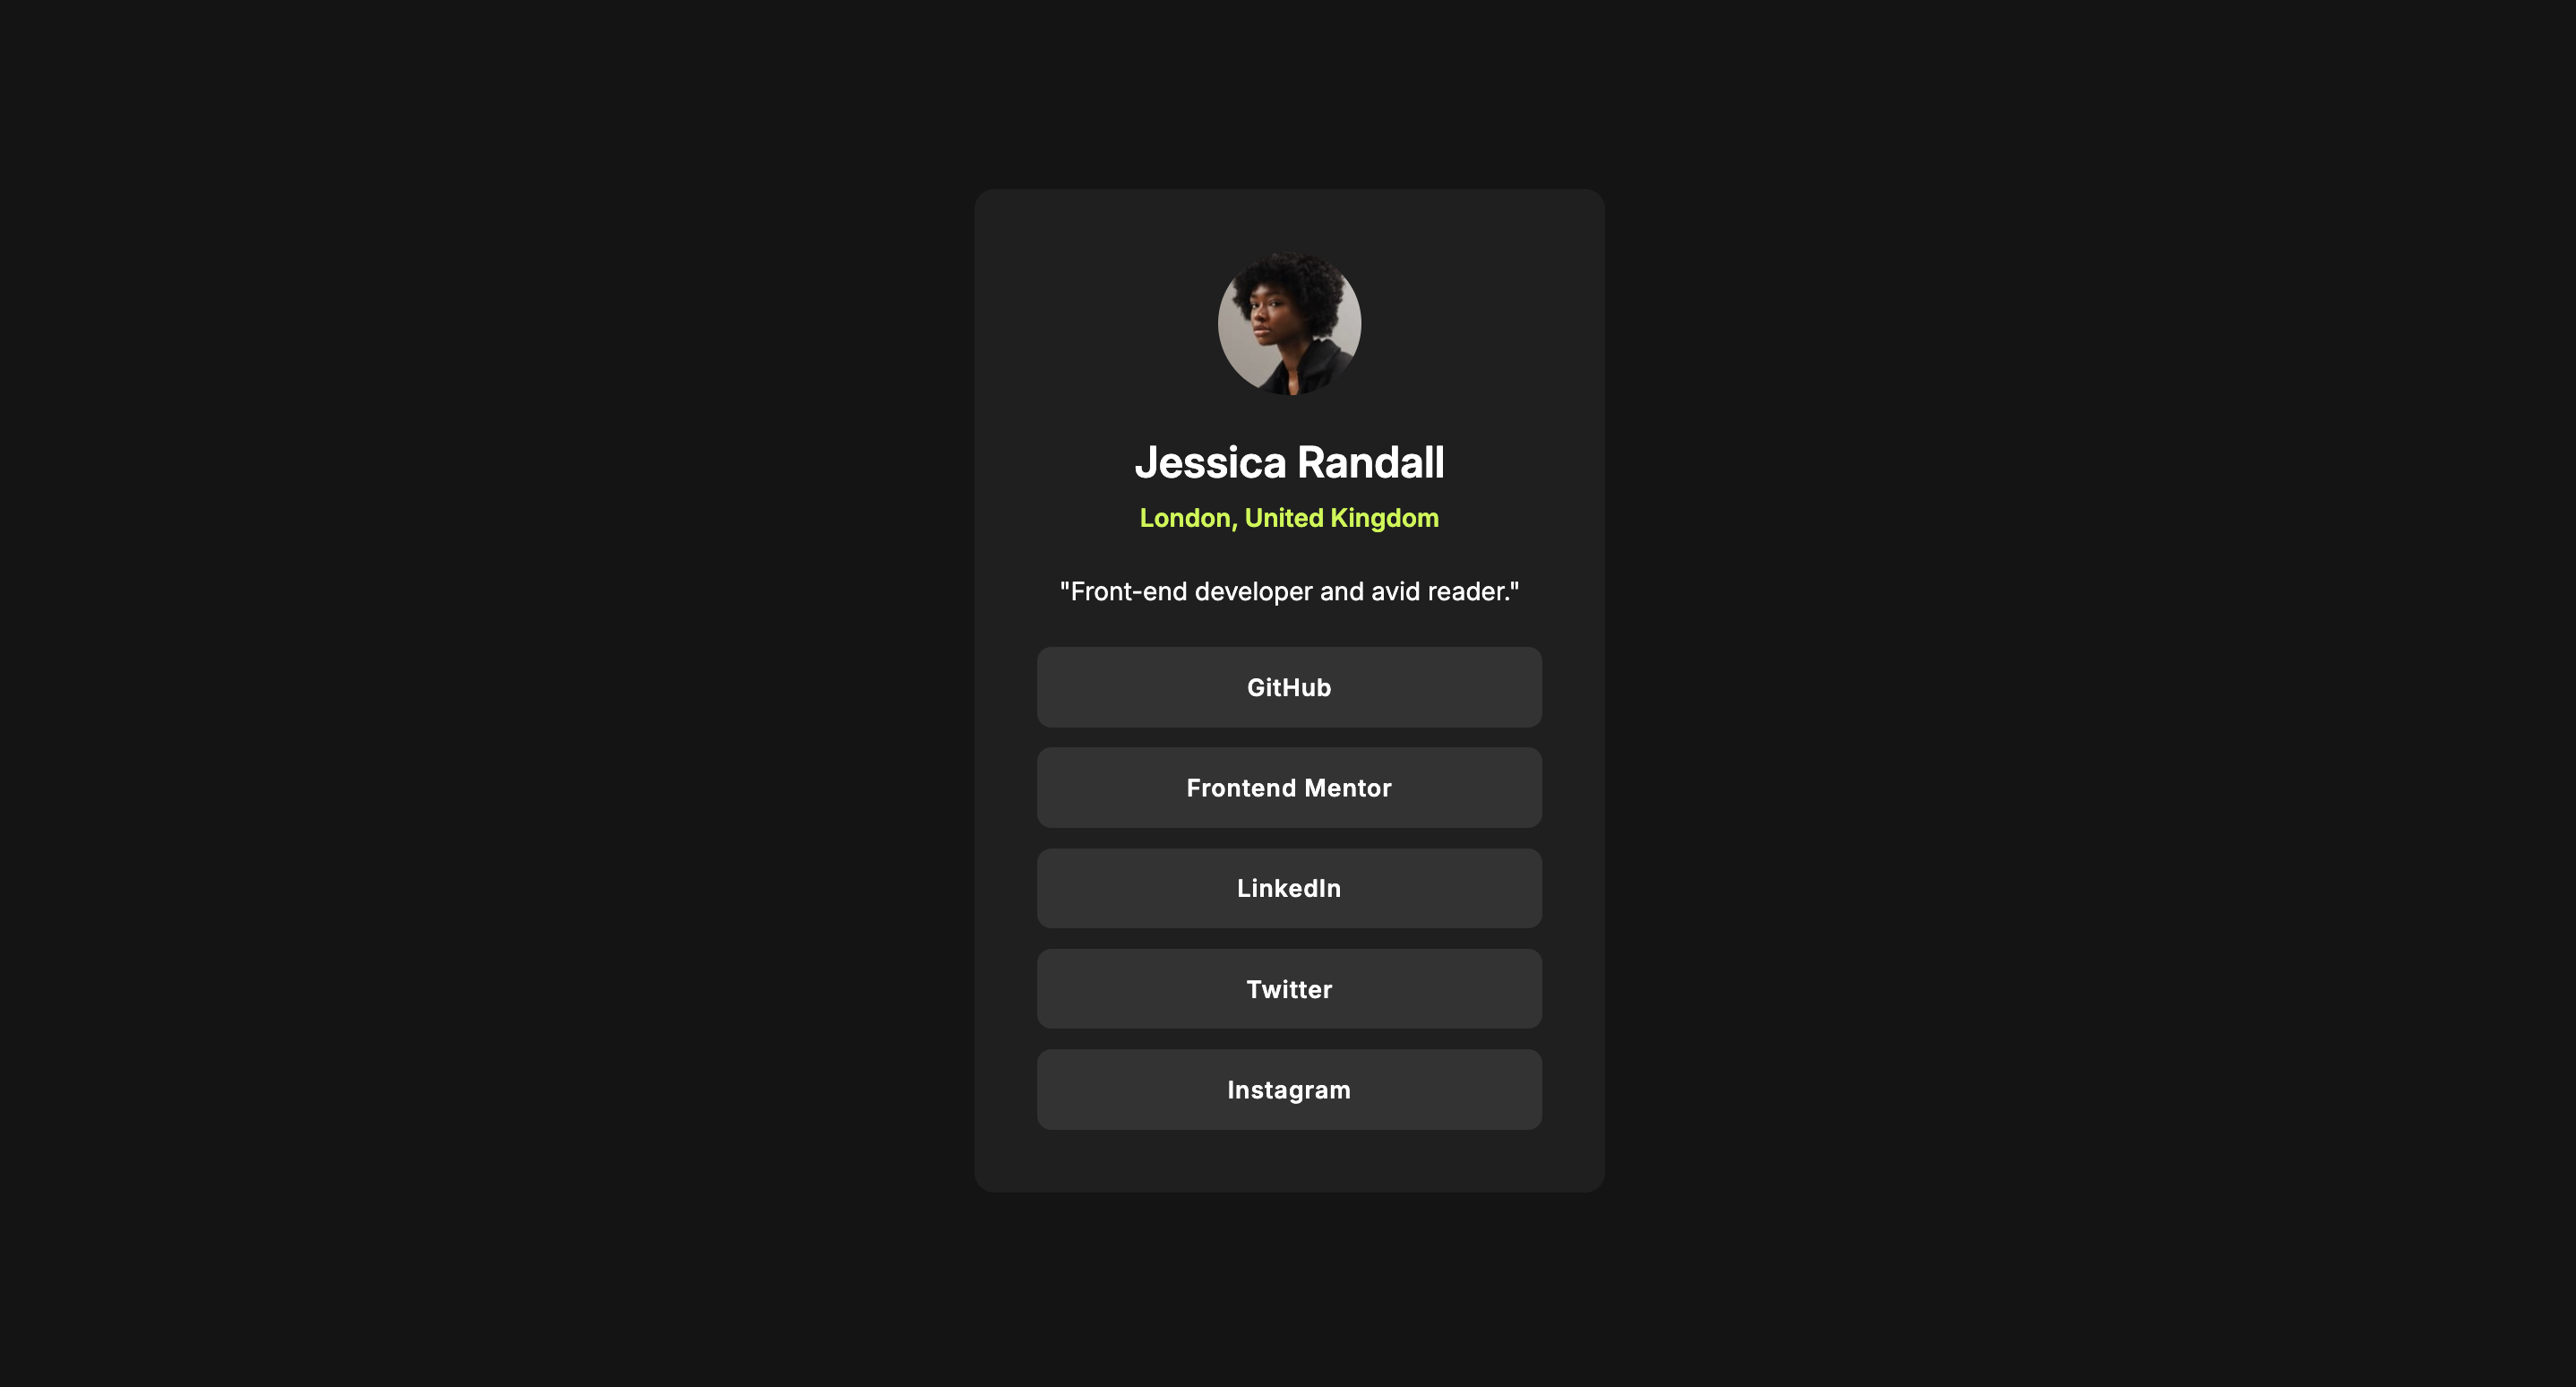 Jessica Randall
London, United Kingdom
"Front-end developer and avid reader."
GitHub
Frontend Mentor
LinkedIn
Twitter
Instagram